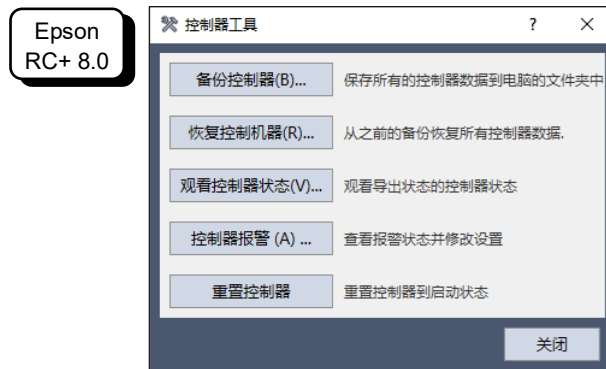 Epson
RC+ 8.0
控制器工具
?
备份控制器(B)...
保存所有的控制器数据到电脑的文件夹中
恢复控制机器(R)...
从之前的备份恢复所有控制器数据.
观看控制器状态(V)...
观看导出状态的控制器状态
控制器报警 (A) ...
查看报警状态并修改设置
重置控制器
重置控制器到启动状态
关闭